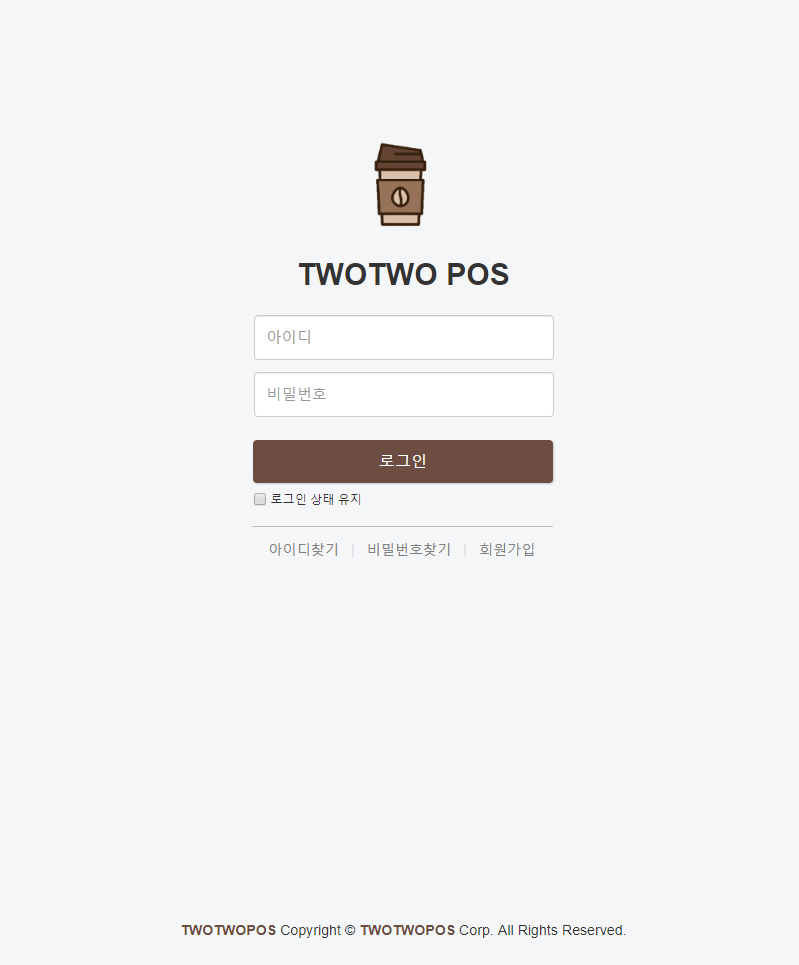 TWOTWO POS
아이디
비밀번호
로그인
로그인 상태 유지
아이디찾기 | 비밀번호찾기 | 회원가입
TWOTWOPOS Copyright © TWOTWOPOS Corp. All Rights Reserved.